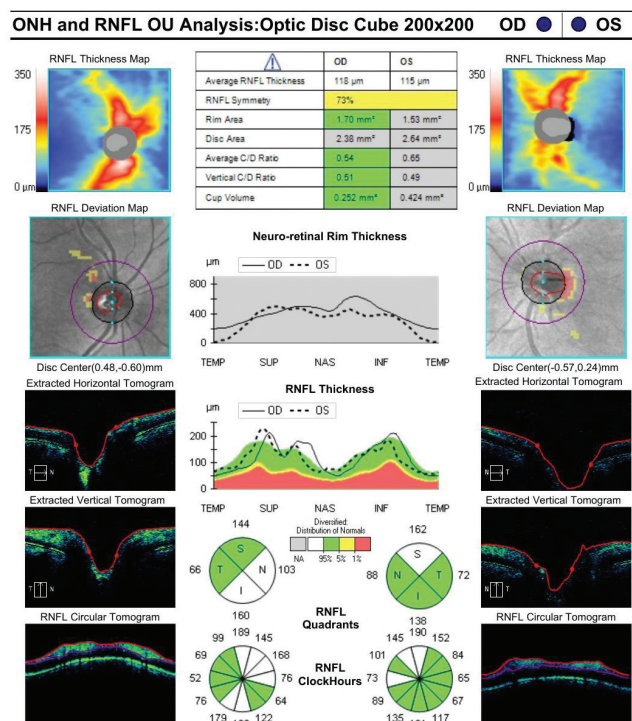 ONH and RNFL OU Analysis:Optic Disc Cube 200x200 OD OS
RNFL Thickness Map
350
175
0 µm
OD OS
Average RNFL Thickness 118 µm 115 µm
RNFL Symmetry 73%
Rim Area 1.70 mm² 1.53 mm²
Disc Area 2.38 mm² 2.64 mm²
Average C/D Ratio 0.54 0.65
Vertical C/D Ratio 0.51 0.49
Cup Volume 0.252 mm³ 0.424 mm³
RNFL Thickness Map
350
175
0 µm
RNFL Deviation Map
Disc Center(0.48,-0.60)mm
Neuro-retinal Rim Thickness
µm OD OS
800
400
0
TEMP SUP NAS INF TEMP
RNFL Deviation Map
Disc Center(-0.57,0.24)mm
Extracted Horizontal Tomogram
T N
RNFL Thickness
µm OD OS
200
100
0
TEMP SUP NAS INF TEMP
Extracted Horizontal Tomogram
N T
Extracted Vertical Tomogram
T N
144
66 T S N I 103
160
Diversified:
Distribution of Normals
NA 95% 5% 1%
162
88 N S T I 72
138
Extracted Vertical Tomogram
N T
RNFL
Quadrants
RNFL Circular Tomogram
189
99 145
69 168
52 76
76 64
179 122
RNFL
ClockHours
190
145 152
101 84
73 65
89 67
135 117
RNFL Circular Tomogram